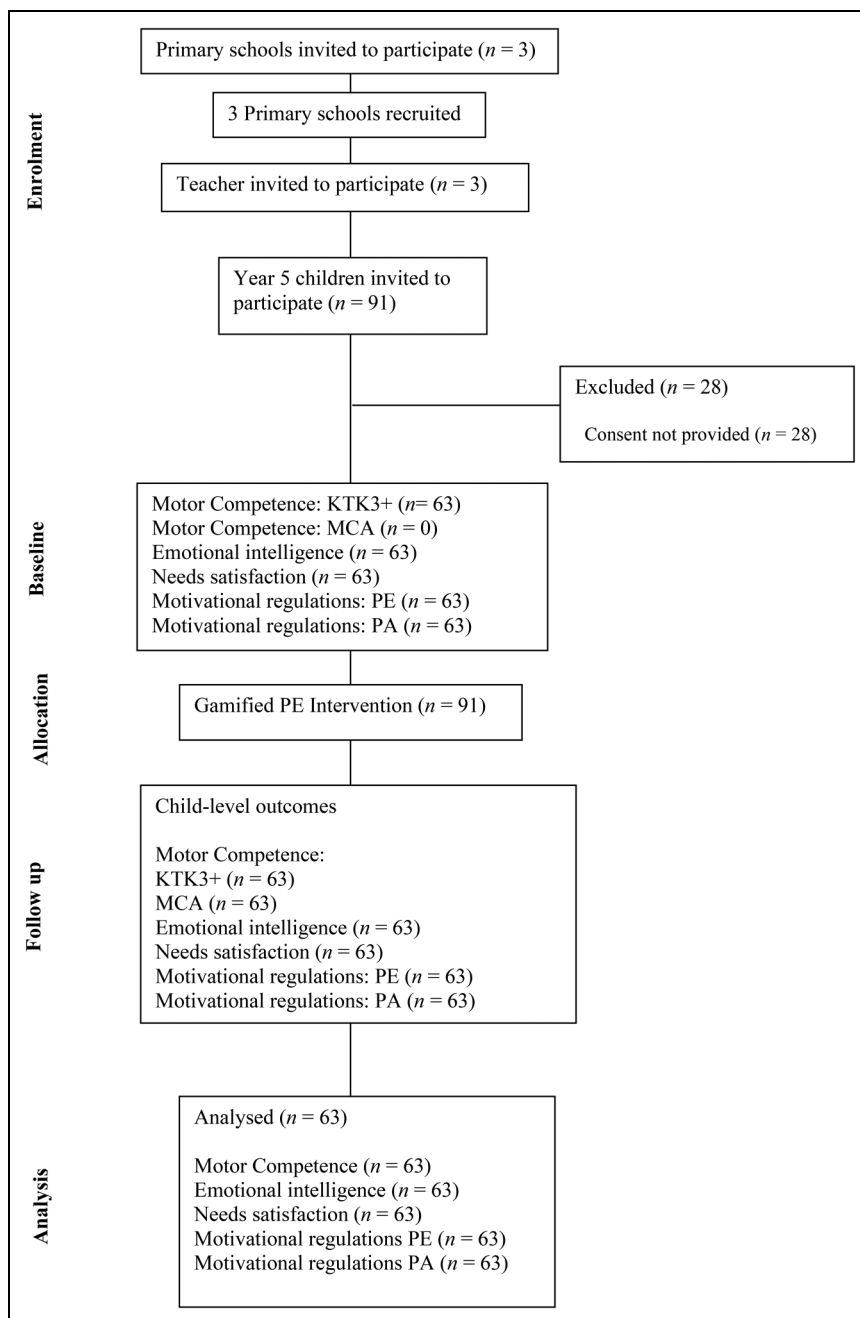 Enrolment
Primary schools invited to participate (n = 3)
3 Primary schools recruited
Teacher invited to participate (n = 3)
Year 5 children invited to
participate (n = 91)
Excluded (n = 28)
Consent not provided (n = 28)
Baseline
Motor Competence: KTK3+ (n= 63)
Motor Competence: MCA (n = 0)
Emotional intelligence (n = 63)
Needs satisfaction (n = 63)
Motivational regulations: PE (n = 63)
Motivational regulations: PA (n = 63)
Allocation
Gamified PE Intervention (n = 91)
Follow up
Child-level outcomes
Motor Competence:
KTK3+ (n = 63)
MCA (n = 63)
Emotional intelligence (n = 63)
Needs satisfaction (n = 63)
Motivational regulations: PE (n = 63)
Motivational regulations: PA (n = 63)
Analysis
Analysed (n = 63)
Motor Competence (n = 63)
Emotional intelligence (n = 63)
Needs satisfaction (n = 63)
Motivational regulations PE (n = 63)
Motivational regulations PA (n = 63)